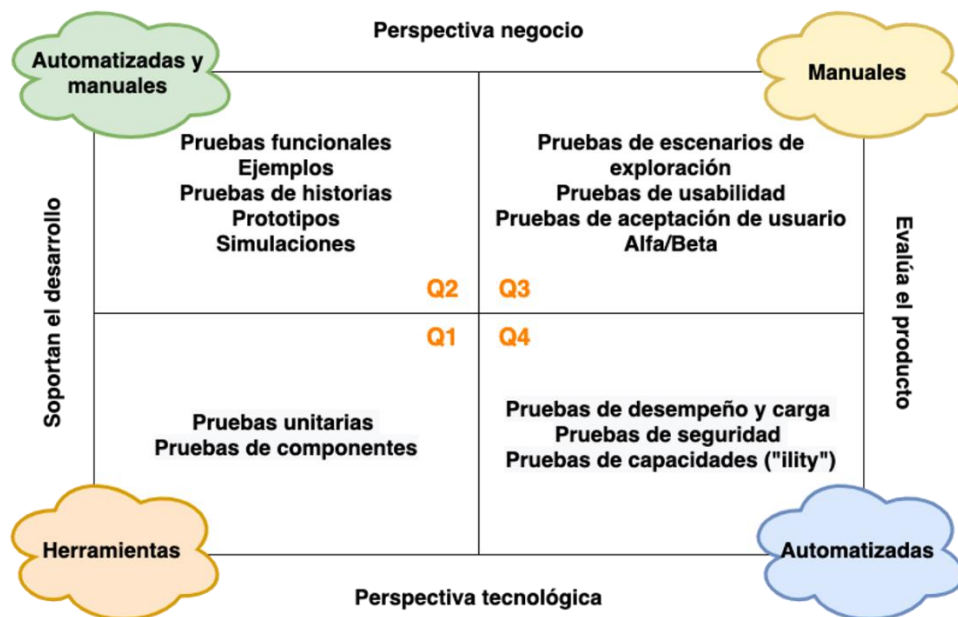 Perspectiva negocio
Automatizadas y
manuales
Manuales
Pruebas funcionales
Ejemplos
Pruebas de historias
Prototipos
Simulaciones
Pruebas de escenarios de
exploración
Pruebas de usabilidad
Pruebas de aceptación de usuario
Alfa/Beta
Soportan el desarrollo
Evalúa el producto
Q2
Q3
Q1
Q4
Pruebas unitarias
Pruebas de componentes
Pruebas de desempeño y carga
Pruebas de seguridad
Pruebas de capacidades ("ility")
Herramientas
Automatizadas
Perspectiva tecnológica